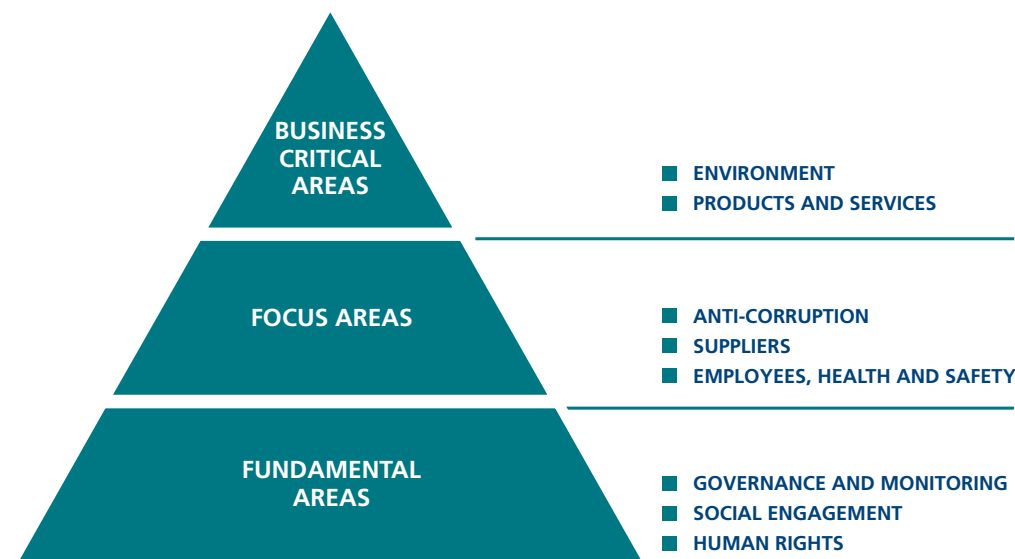 BUSINESS
CRITICAL
AREAS
ENVIRONMENT
PRODUCTS AND SERVICES
FOCUS AREAS
ANTI-CORRUPTION
SUPPLIERS
EMPLOYEES, HEALTH AND SAFETY
FUNDAMENTAL
AREAS
GOVERNANCE AND MONITORING
SOCIAL ENGAGEMENT
HUMAN RIGHTS